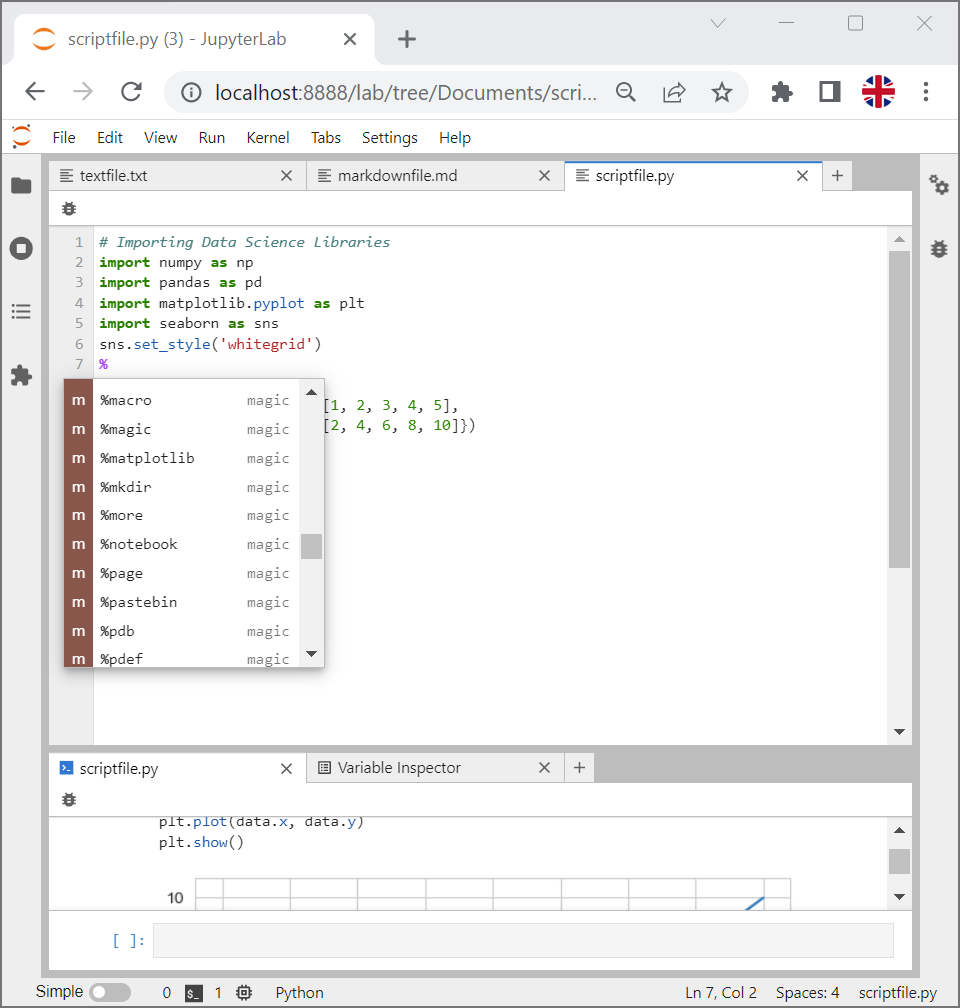 scriptfile.py (3) - JupyterLab
localhost:8888/lab/tree/Documents/scri...
File Edit View Run Kernel Tabs Settings Help
textfile.txt markdownfile.md scriptfile.py
1 # Importing Data Science Libraries
2 import numpy as np
3 import pandas as pd
4 import matplotlib.pyplot as plt
5 import seaborn as sns
6 sns.set_style('whitegrid')
7 %
[1, 2, 3, 4, 5],
[2, 4, 6, 8, 10]})
m %macro magic
m %magic magic
m %matplotlib magic
m %mkdir magic
m %more magic
m %notebook magic
m %page magic
m %pastebin magic
m %pdb magic
m %pdef magic
scriptfile.py Variable Inspector
plt.plot(data.x, data.y)
plt.show()
10
[ ]:
Simple 0 1 Python Ln 7, Col 2 Spaces: 4 scriptfile.py